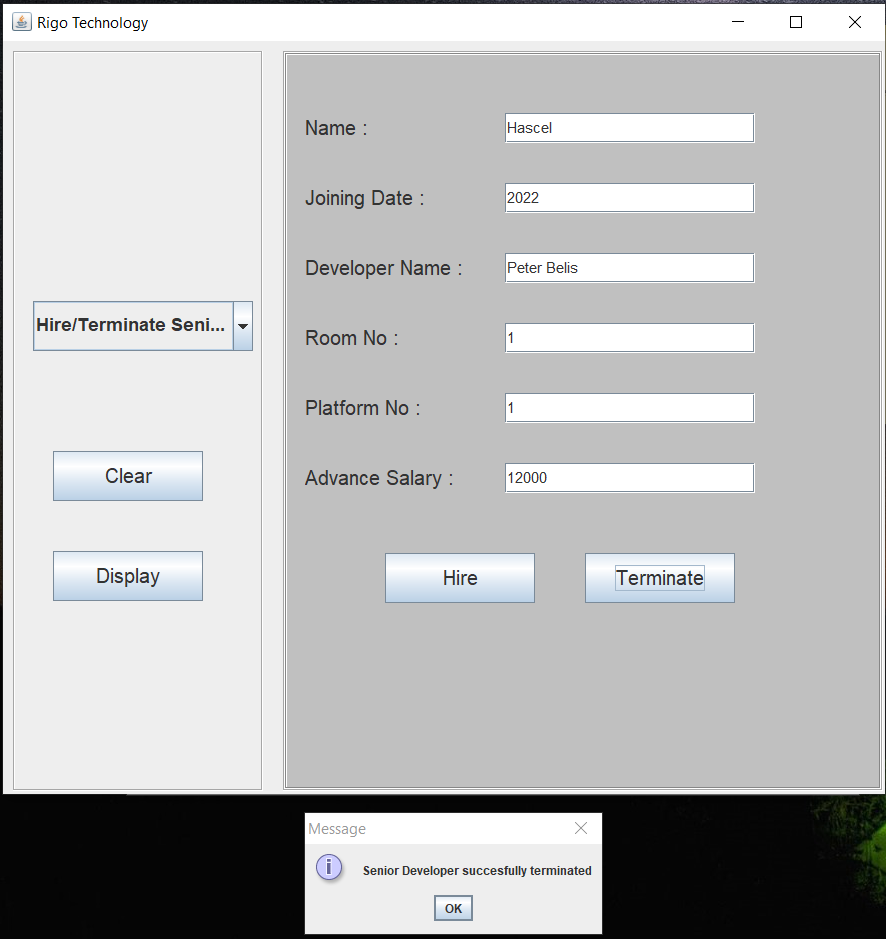 Rigo Technology
Name :
Hascel
Joining Date :
2022
Developer Name :
Peter Belis
Hire/Terminate Seni...
Room No :
1
Platform No :
1
Clear
Advance Salary :
12000
Display
Hire
Terminate
Message
i
Senior Developer succesfully terminated
OK